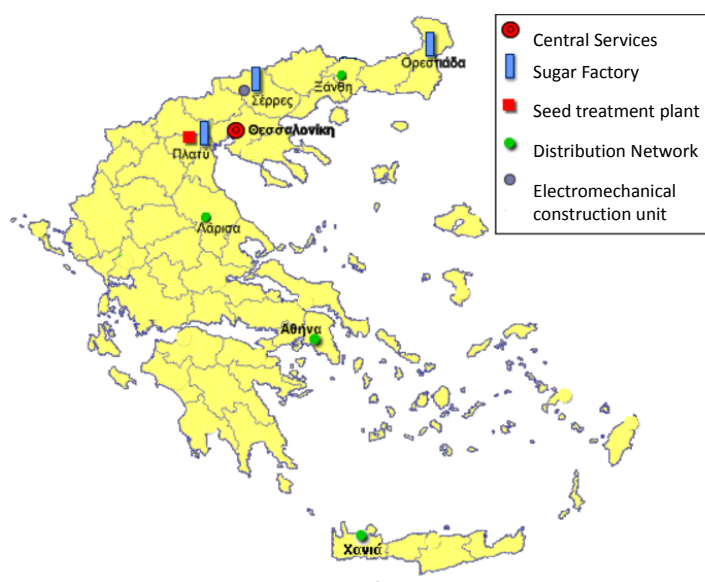 Central Services
Sugar Factory
Seed treatment plant
Distribution Network
Electromechanical
construction unit
Ορεστιάδα
Ξάνθη
Σέρρες
Θεσσαλονίκη
Πλατύ
Λάρισα
Αθήνα
Χανιά